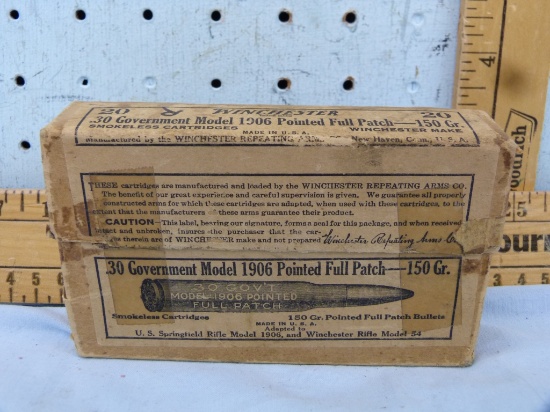 20 WINCHESTER 20
.30 Government Model 1906 Pointed Full Patch—150 Gr.
SMOKELESS CARTRIDGES MADE IN U.S.A. WINCHESTER MAKE
Manufactured by the WINCHESTER REPEATING ARMS New Haven, Conn., U.S.A.
THESE cartridges are manufactured and loaded by the WINCHESTER REPEATING ARMS CO.
The benefit of our great experience and careful supervision is given. We guarantee all properly
constructed arms for which these cartridges are adapted, when used with these cartridges, to the
extent that the manufacturers of these arms guarantee their product.
CAUTION—This label, bearing our signature, forms a seal for this package, and when received
intact and unbroken, insures the purchaser that the car-
therein are of WINCHESTER make and not prepared Winchester Repeating Arms Co
.30 Government Model 1906 Pointed Full Patch—150 Gr.
.30 GOV'T
MODEL 1906 POINTED
FULL PATCH
Smokeless Cartridges 150 Gr. Pointed Full Patch Bullets
MADE IN U.S.A.
Adapted to
U. S. Springfield Rifle Model 1906, and Winchester Rifle Model 54
4
5